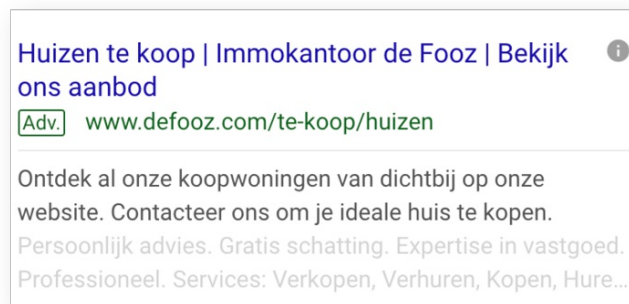 Huizen te koop | Immokantoor de Fooz | Bekijk
ons aanbod
Adv. www.defooz.com/te-koop/huizen
Ontdek al onze koopwoningen van dichtbij op onze
website. Contacteer ons om je ideale huis te kopen.
Persoonlijk advies. Gratis schatting. Expertise in vastgoed.
Professioneel. Services: Verkopen, Verhuren, Kopen, Hure...